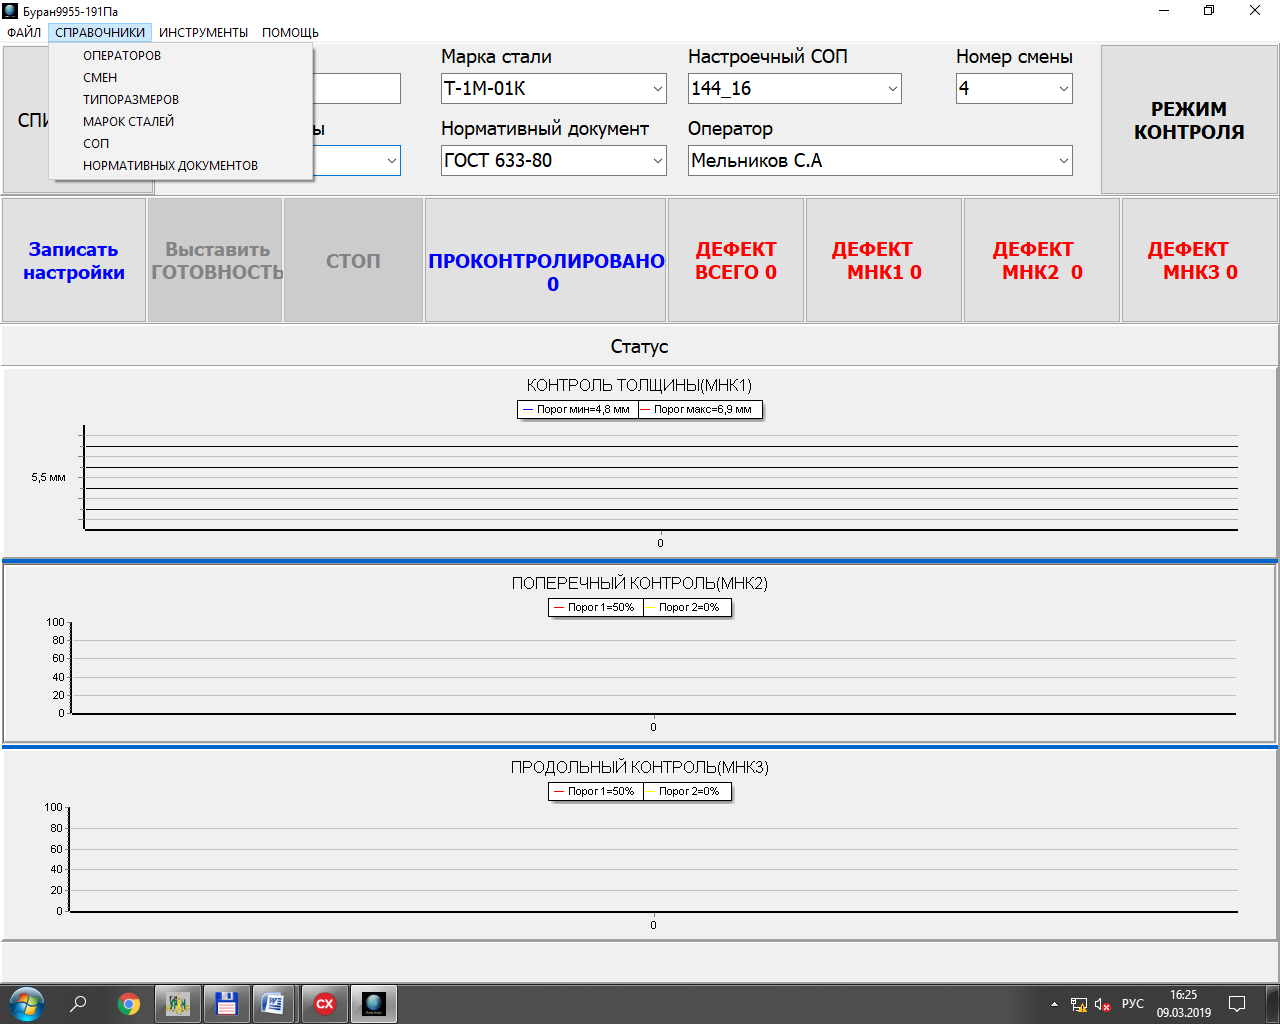 Буран9955-191Па
ФАЙЛ СПРАВОЧНИКИ ИНСТРУМЕНТЫ ПОМОЩЬ
ОПЕРАТОРОВ
СМЕН
ТИПОРАЗМЕРОВ
МАРОК СТАЛЕЙ
СОП
НОРМАТИВНЫХ ДОКУМЕНТОВ
Марка стали
Т-1М-01К
Настроечный СОП
144_16
Номер смены
4
Нормативный документ
ГОСТ 633-80
Оператор
Мельников С.А
РЕЖИМ
КОНТРОЛЯ
Записать
настройки
Выставить
ГОТОВНОСТЬ
СТОП
ПРОКОНТРОЛИРОВАНО
0
ДЕФЕКТ
ВСЕГО 0
ДЕФЕКТ
МНК1 0
ДЕФЕКТ
МНК2 0
ДЕФЕКТ
МНК3 0
Статус
КОНТРОЛЬ ТОЛЩИНЫ(МНК1)
Порог мин=4,8 мм Порог макс=6,9 мм
5,5 мм
0
ПОПЕРЕЧНЫЙ КОНТРОЛЬ(МНК2)
Порог 1=50% Порог 2=0%
100
80
60
40
20
0
0
ПРОДОЛЬНЫЙ КОНТРОЛЬ(МНК3)
Порог 1=50% Порог 2=0%
100
80
60
40
20
0
0
CX
РУС
16:25
09.03.2019